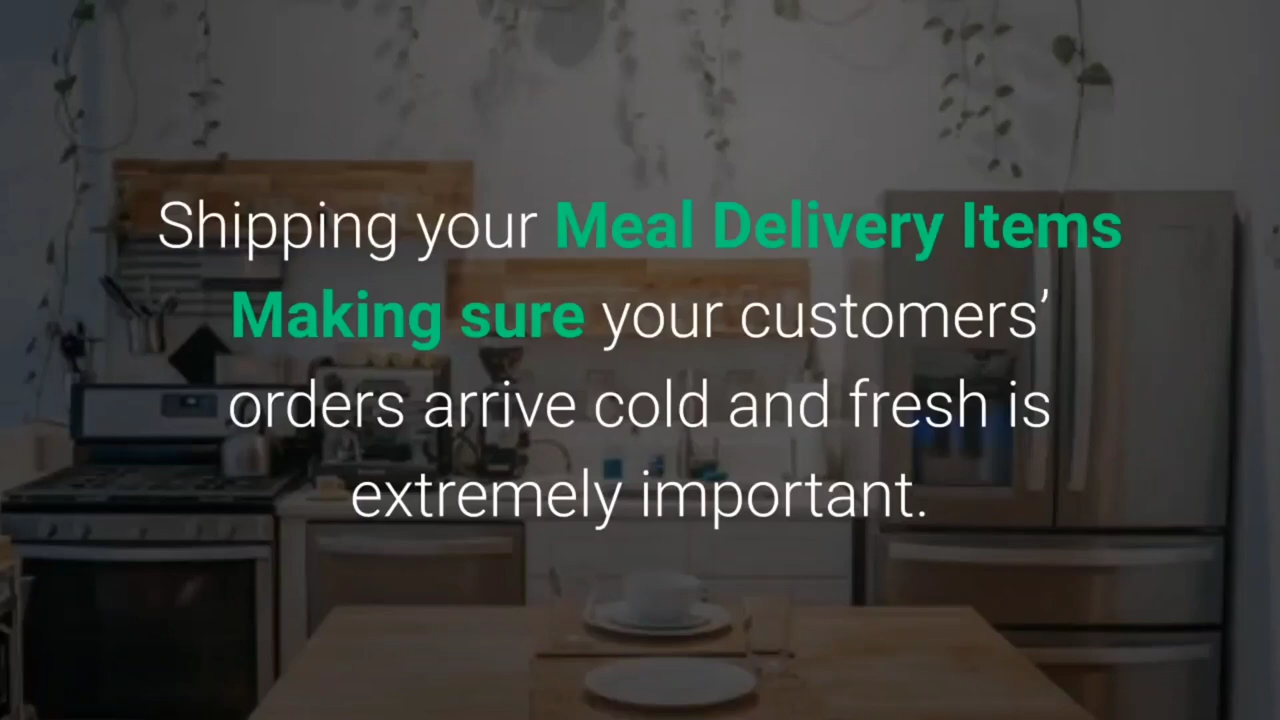 Shipping your Meal Delivery Items
Making sure your customers’
orders arrive cold and fresh is
extremely important.